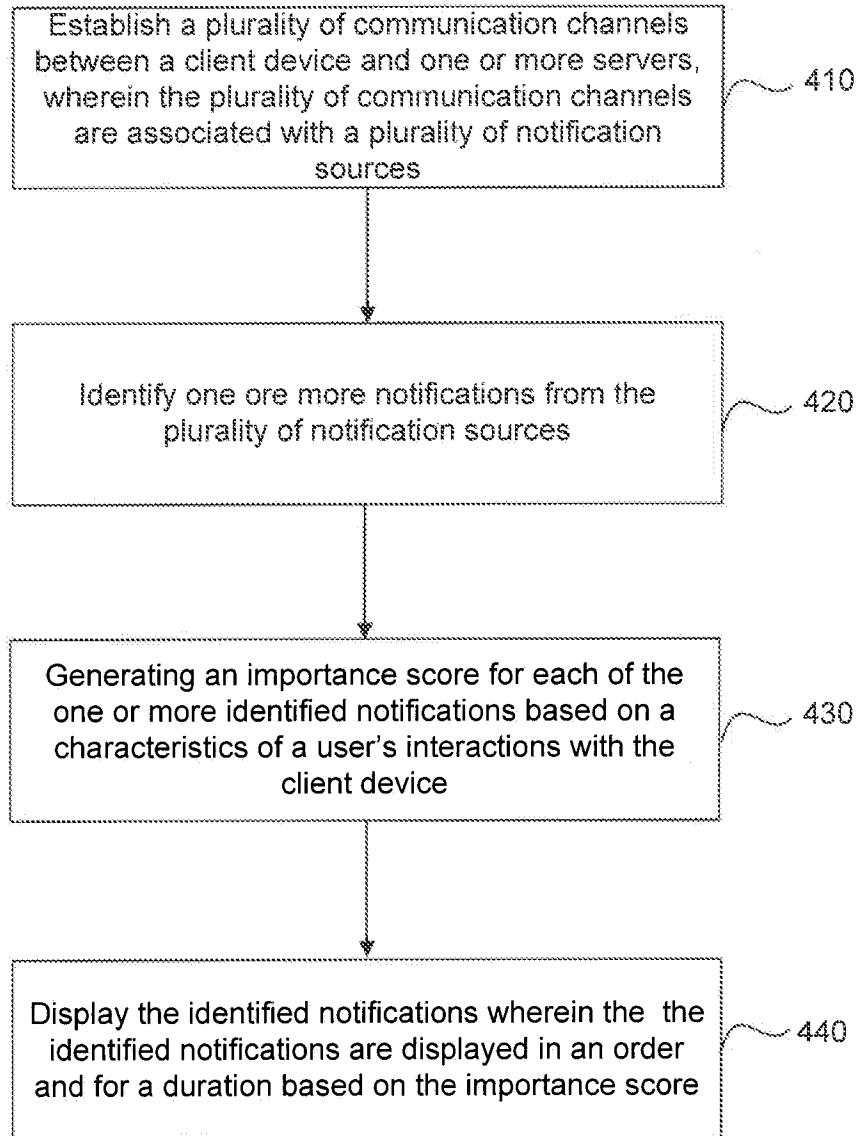 Establish a plurality of communication channels
between a client device and one or more servers,
wherein the plurality of communication channels
are associated with a plurality of notification
sources
410
Identify one ore more notifications from the
plurality of notification sources
420
Generating an importance score for each of the
one or more identified notifications based on a
characteristics of a user's interactions with the
client device
430
Display the identified notifications wherein the the
identified notifications are displayed in an order
and for a duration based on the importance score
440